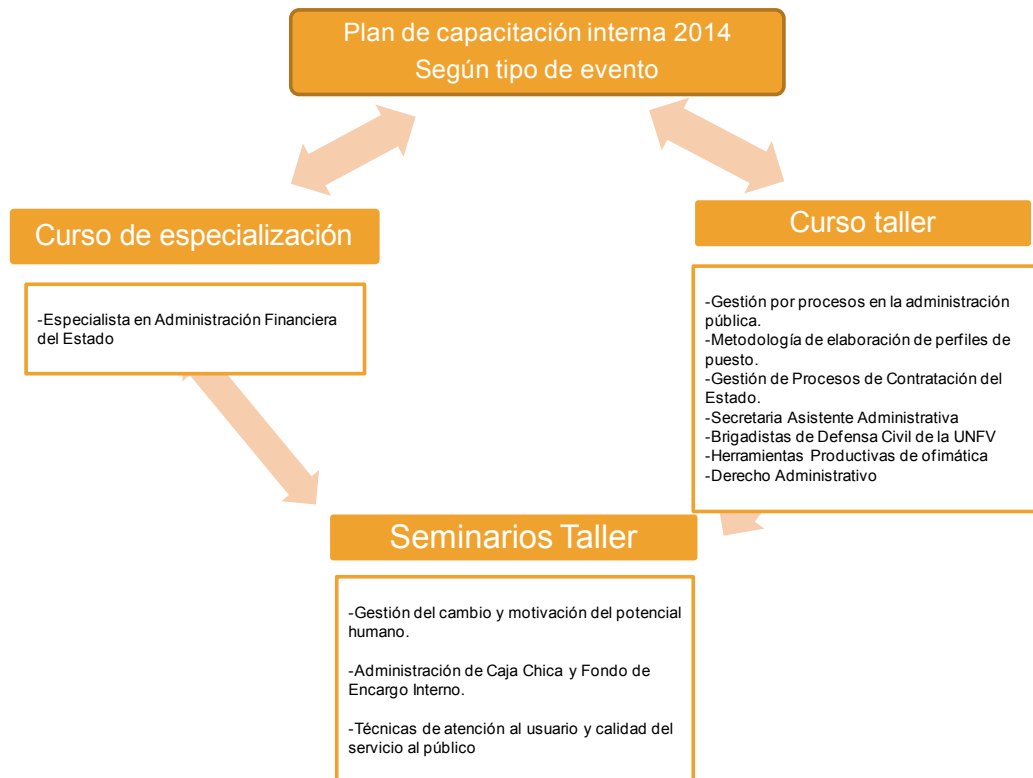 Plan de capacitación interna 2014
Según tipo de evento
Curso de especialización
-Especialista en Administración Financiera
del Estado
Curso taller
-Gestión por procesos en la administración
pública.
-Metodología de elaboración de perfiles de
puesto.
-Gestión de Procesos de Contratación del
Estado.
-Secretaria Asistente Administrativa
-Brigadistas de Defensa Civil de la UNFV
-Herramientas Productivas de ofimática
-Derecho Administrativo
Seminarios Taller
-Gestión del cambio y motivación del potencial
humano.
-Administración de Caja Chica y Fondo de
Encargo Interno.
-Técnicas de atención al usuario y calidad del
servicio al público